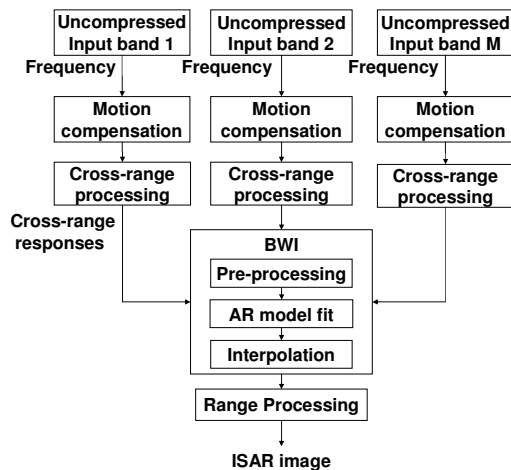 Uncompressed
Input band 1
Uncompressed
Input band 2
Uncompressed
Input band M
Frequency
Frequency
Frequency
Motion
compensation
Motion
compensation
Motion
compensation
Cross-range
processing
Cross-range
processing
Cross-range
processing
Cross-range
responses
BWI
Pre-processing
AR model fit
Interpolation
Range Processing
ISAR image